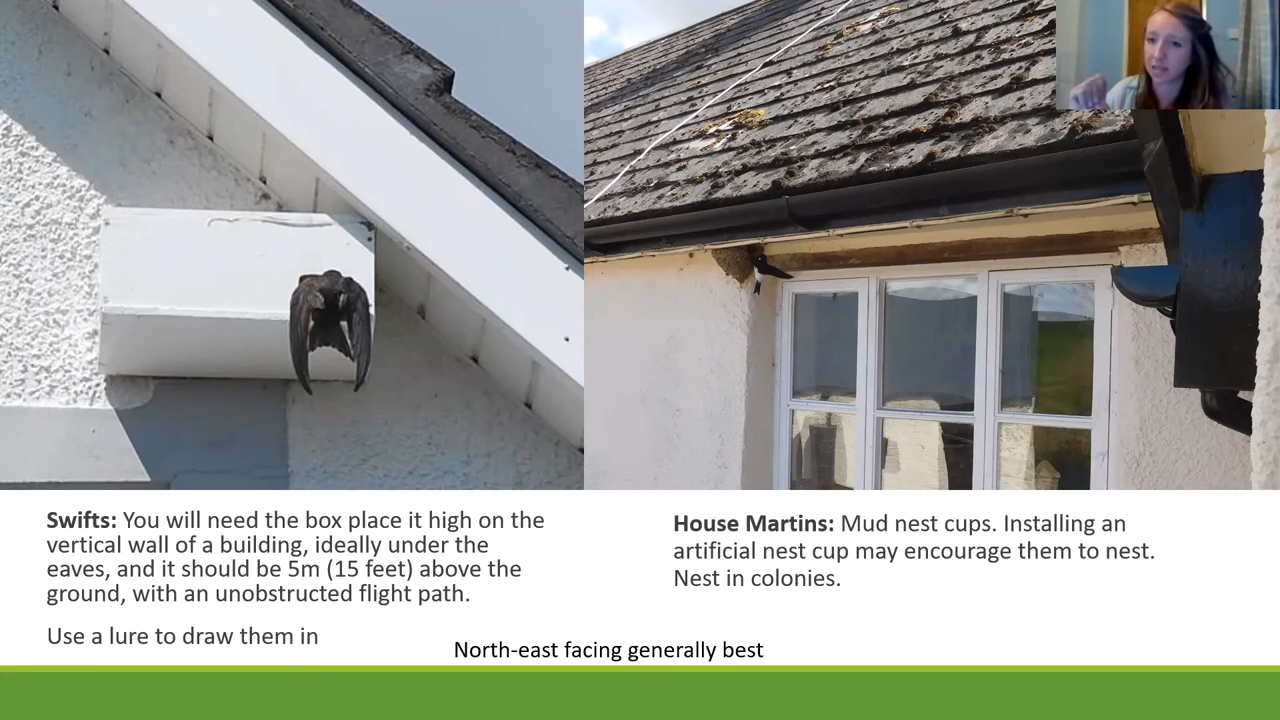 Swifts: You will need the box place it high on the
vertical wall of a building, ideally under the
eaves, and it should be 5m (15 feet) above the
ground, with an unobstructed flight path.
Use a lure to draw them in
House Martins: Mud nest cups. Installing an
artificial nest cup may encourage them to nest.
Nest in colonies.
North-east facing generally best